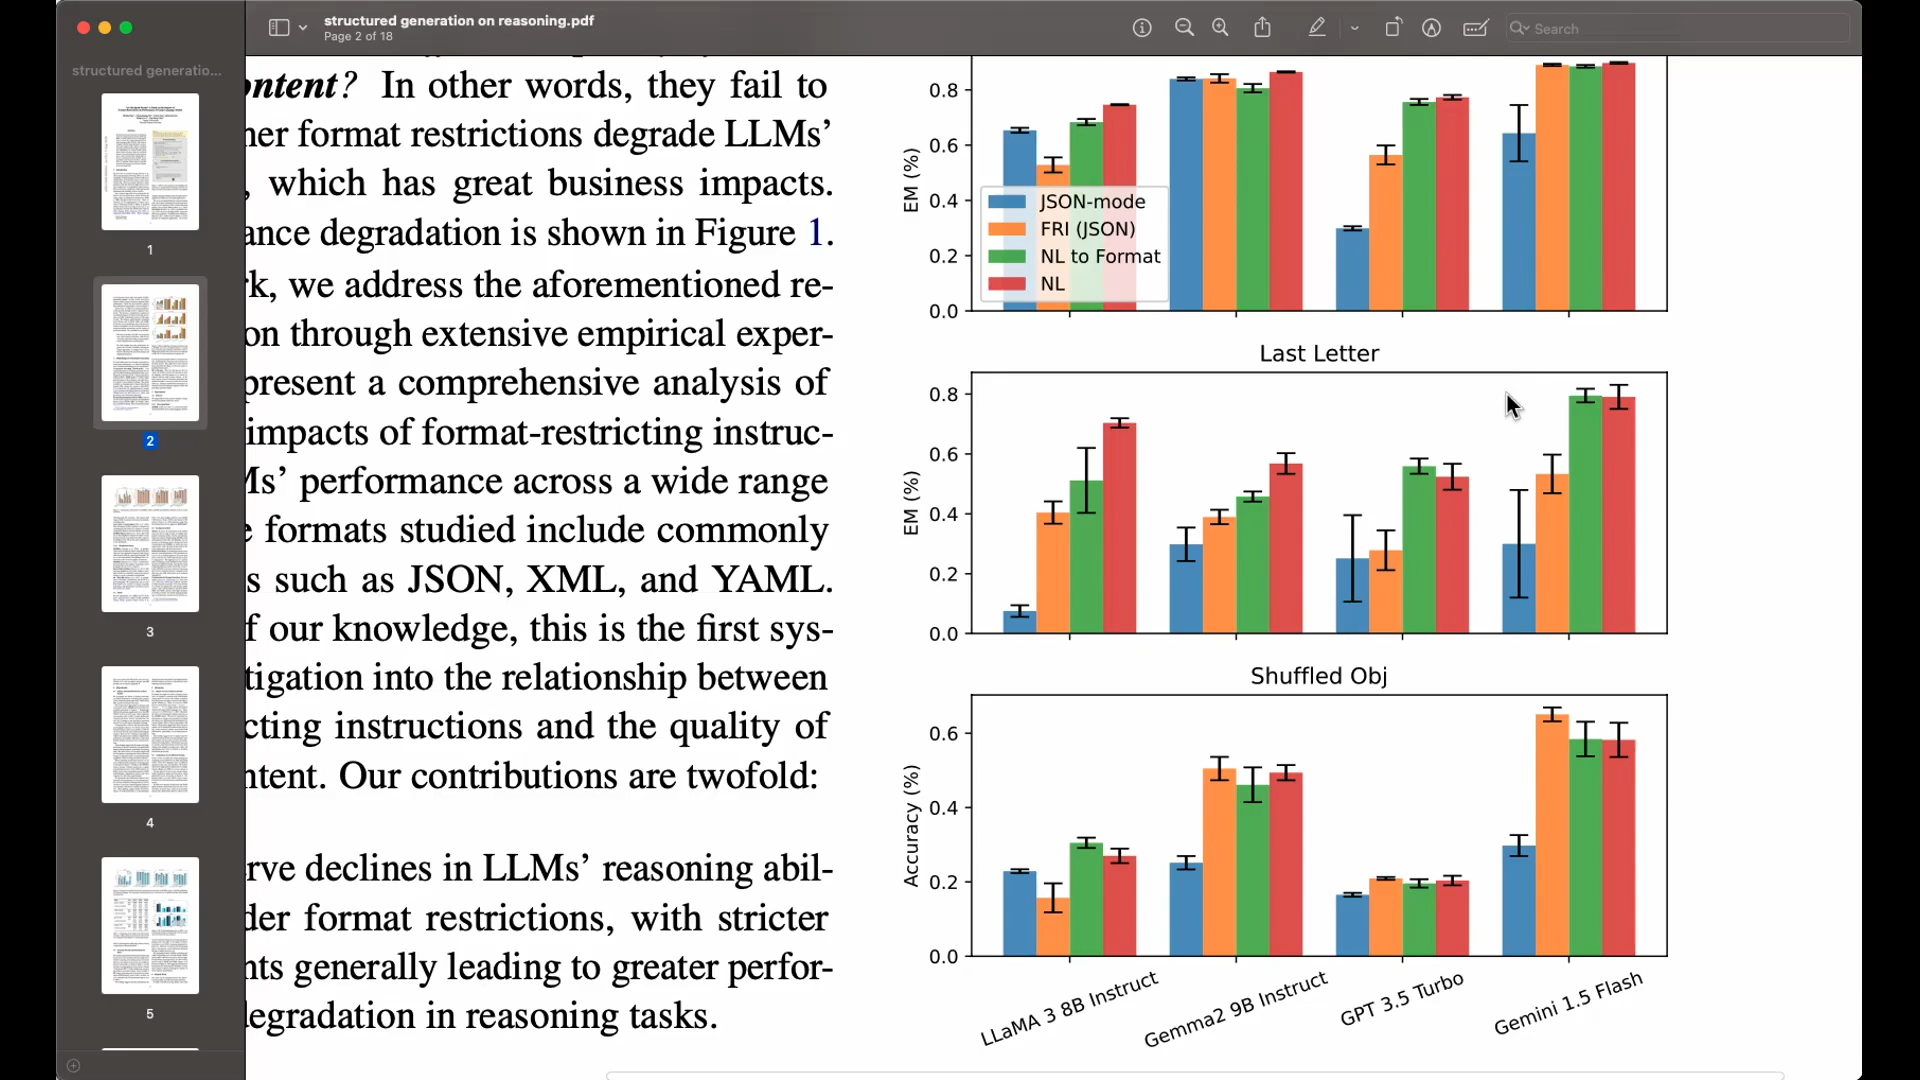 structured generation on reasoning.pdf
Page 2 of 18
Search
structured generatio...
1
2
3
4
5
ontent? In other words, they fail to
her format restrictions degrade LLMs'
, which has great business impacts.
ance degradation is shown in Figure 1.
k, we address the aforementioned re-
on through extensive empirical exper-
present a comprehensive analysis of
impacts of format-restricting instruc-
Ms' performance across a wide range
e formats studied include commonly
s such as JSON, XML, and YAML.
f our knowledge, this is the first sys-
tigation into the relationship between
cting instructions and the quality of
ntent. Our contributions are twofold:
rve declines in LLMs' reasoning abil-
der format restrictions, with stricter
nts generally leading to greater perfor-
degradation in reasoning tasks.
EM (%)
0.8
0.6
0.4
0.2
0.0
JSON-mode
FRI (JSON)
NL to Format
NL
Last Letter
EM (%)
0.8
0.6
0.4
0.2
0.0
Shuffled Obj
Accuracy (%)
0.6
0.4
0.2
0.0
LLaMA 3 8B Instruct
Gemma2 9B Instruct
GPT 3.5 Turbo
Gemini 1.5 Flash